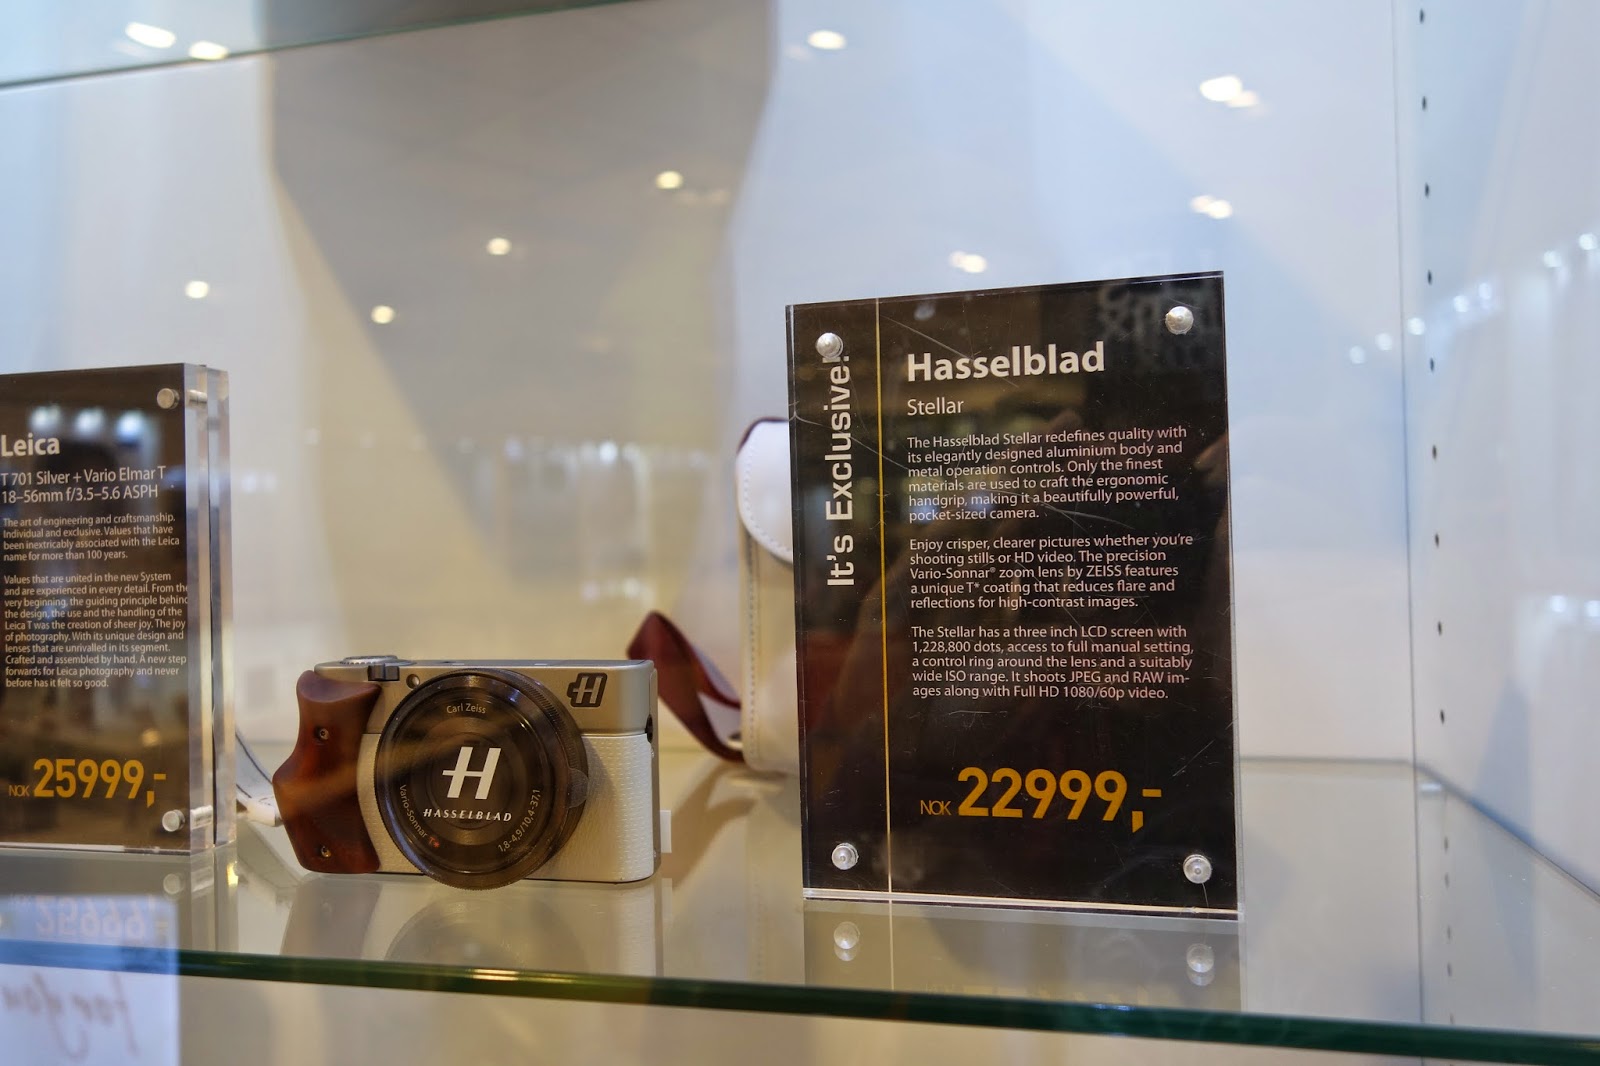 Leica
T 701 Silver + Vario Elmar T
18–56mm f/3.5–5.6 ASPH
The art of engineering and craftsmanship.
Individual and exclusive. Values that have
been inextricably associated with the Leica
name for more than 100 years.
Values that are united in the new System
and are experienced in every detail. From the
very beginning, the guiding principle behind
the design, the use and the handling of the
Leica T was the creation of sheer joy. The joy
of photography. With its unique design and
lenses that are unrivalled in its segment.
Crafted and assembled by hand. A new step
forwards for Leica photography and never
before has it felt so good.
NOK 25999,-
H
Carl Zeiss
H
HASSELBLAD
Vario-Sonnar T*
1,8-4,9/10,4-37,1
It's Exclusive!
Hasselblad
Stellar
The Hasselblad Stellar redefines quality with
its elegantly designed aluminium body and
metal operation controls. Only the finest
materials are used to craft the ergonomic
handgrip, making it a beautifully powerful,
pocket-sized camera.
Enjoy crisper, clearer pictures whether you're
shooting stills or HD video. The precision
Vario-Sonnar® zoom lens by ZEISS features
a unique T* coating that reduces flare and
reflections for high-contrast images.
The Stellar has a three inch LCD screen with
1,228,800 dots, access to full manual setting,
a control ring around the lens and a suitably
wide ISO range. It shoots JPEG and RAW im-
ages along with Full HD 1080/60p video.
NOK 22999,-
for you